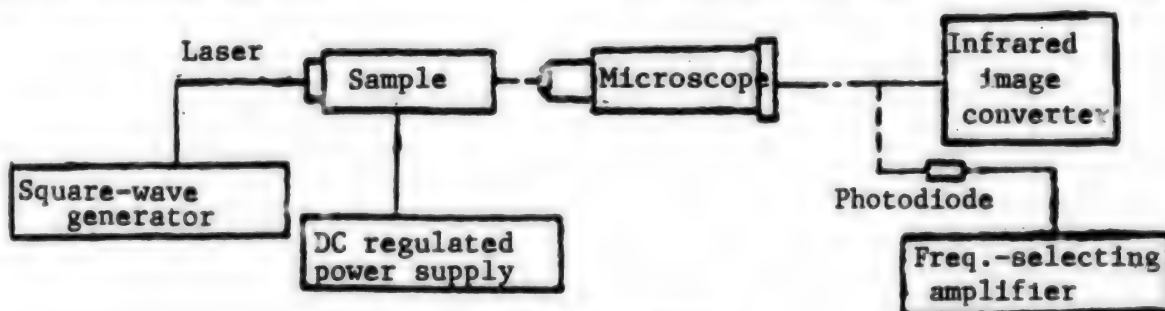 Laser
Sample
Microscope
Infrared
image
converter
Square-wave
generator
DC regulated
power supply
Photodiode
Freq.-selecting
amplifier